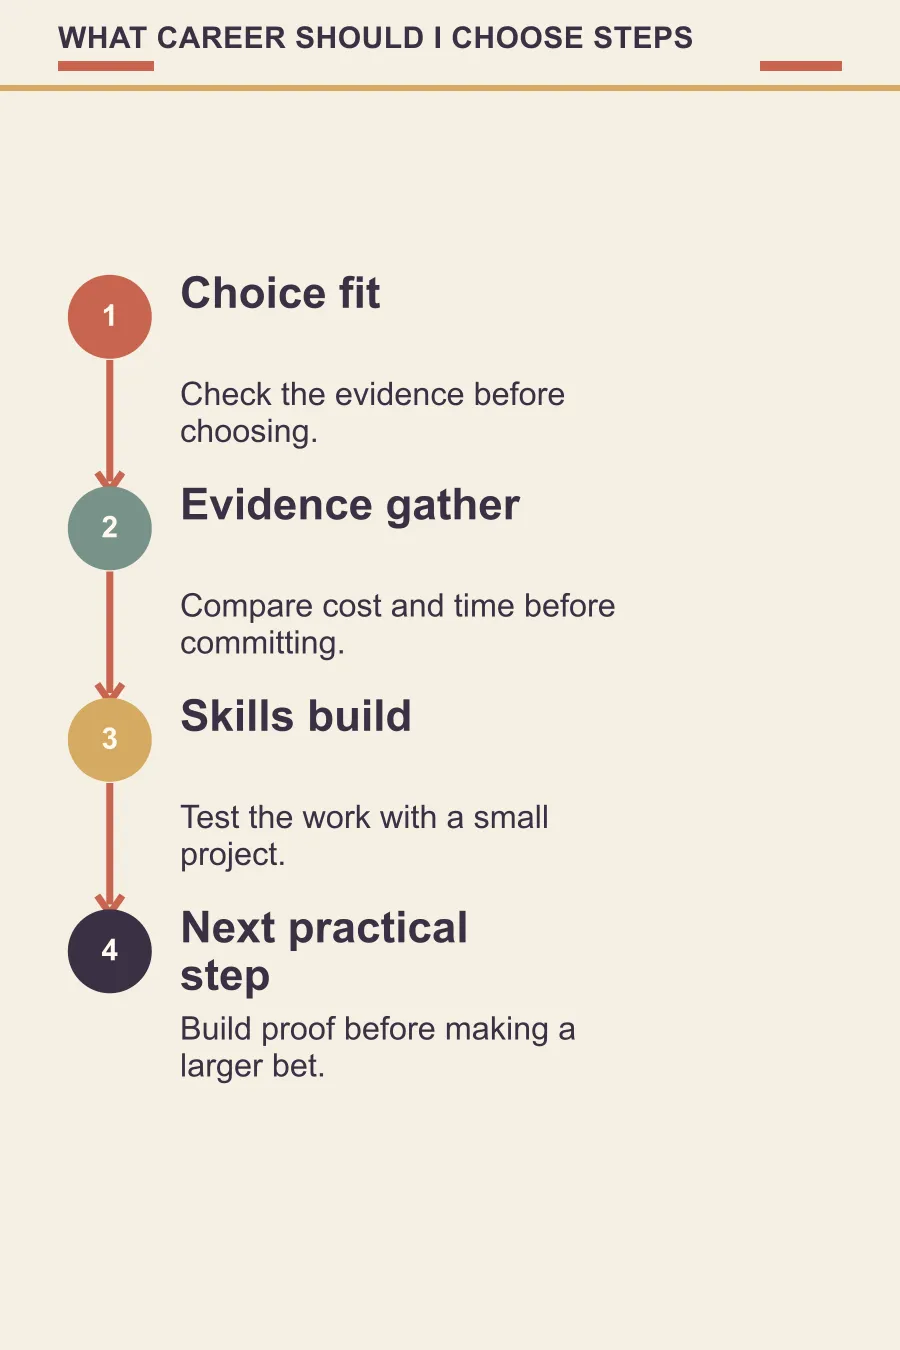 WHAT CAREER SHOULD I CHOOSE STEPS
1
Choice fit
Check the evidence before
choosing.
2
Evidence gather
Compare cost and time before
committing.
3
Skills build
Test the work with a small
project.
4
Next practical
step
Build proof before making a
larger bet.